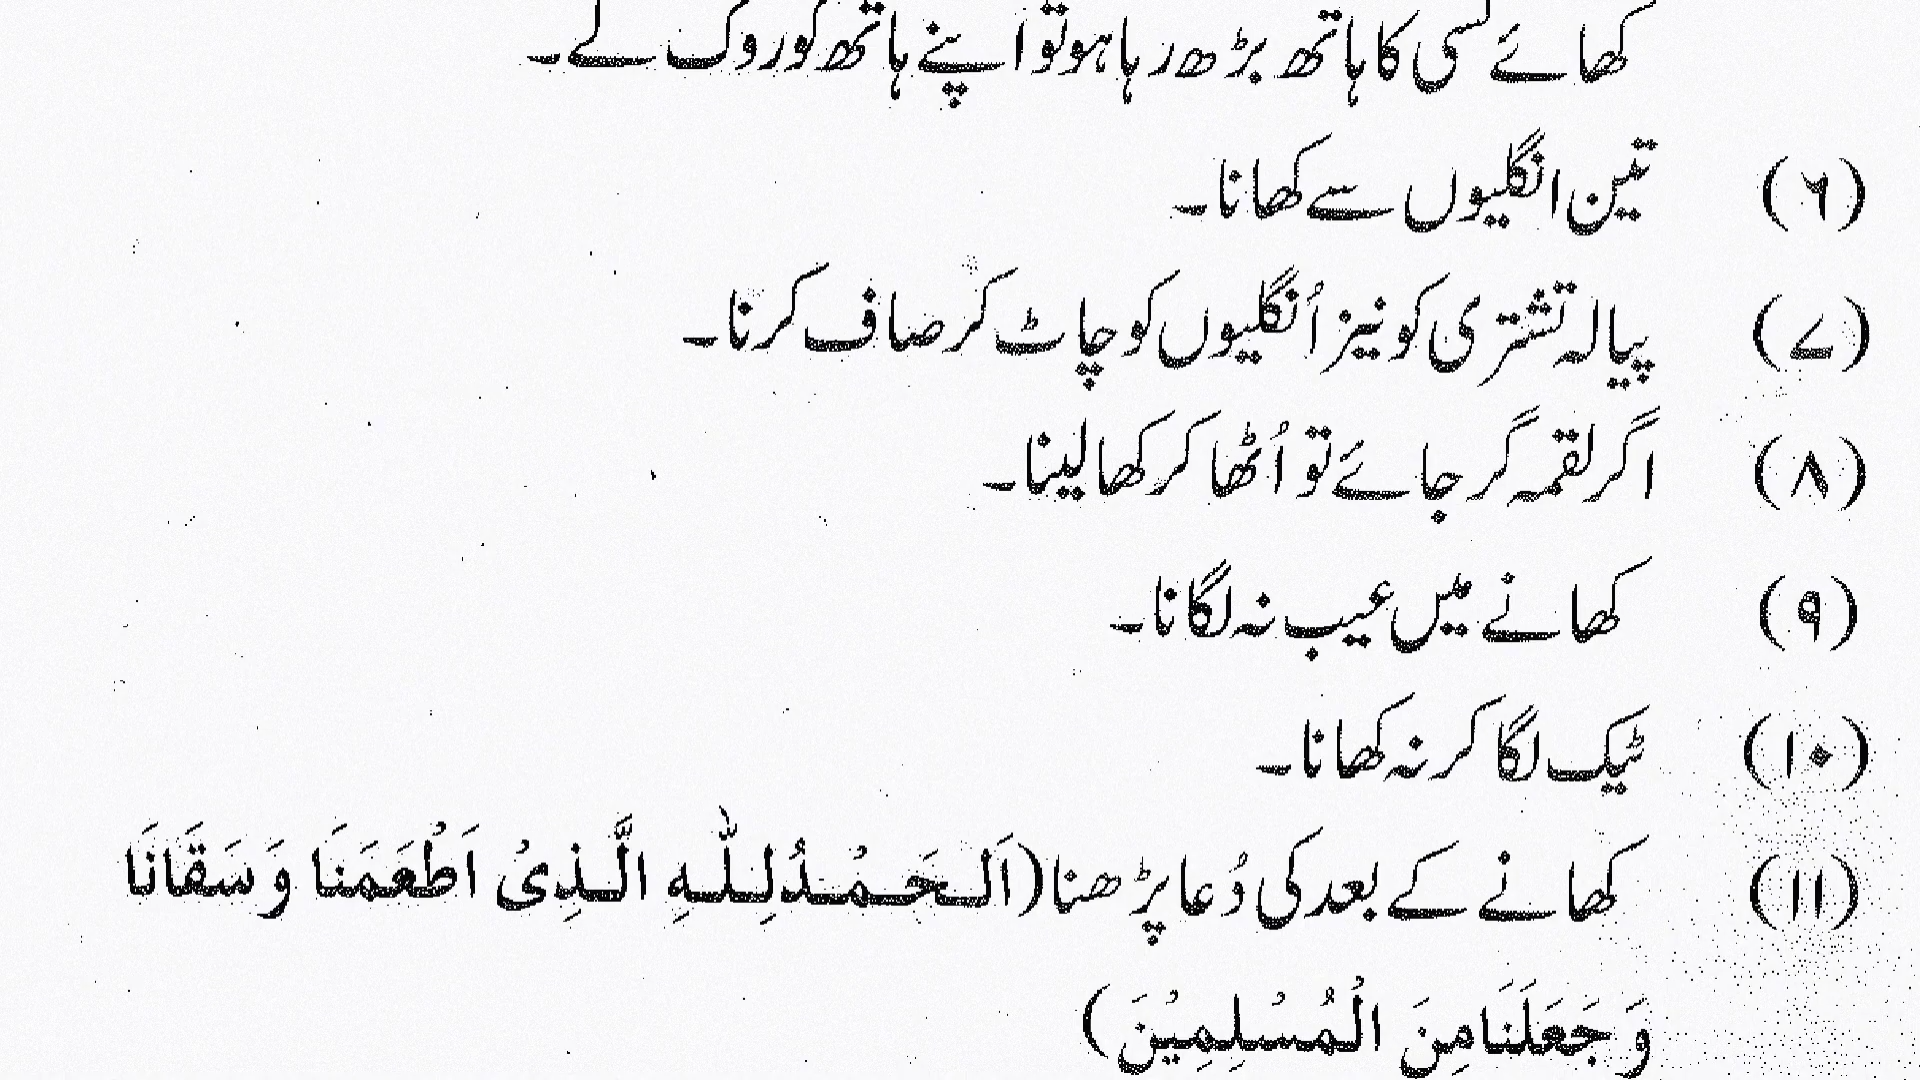 کھائے کسی کا ہاتھ بڑھ رہا ہو تو اپنے ہاتھ کو روک لے۔
(۶) تین انگلیوں سے کھانا۔
(۷) پیالہ تشتری کو نیز اُنگلیوں کو چاٹ کر صاف کرنا۔
(۸) اگر لقمہ گر جائے تو اُٹھا کر کھا لینا۔
(۹) کھانے میں عیب نہ لگانا۔
(۱۰) ٹیک لگا کر نہ کھانا۔
(۱۱) کھانے کے بعد کی دُعا پڑھنا (اَلْحَمْدُ لِلّٰهِ الَّذِیْ اَطْعَمَنَا وَ سَقَانَا
وَ جَعَلَنَا مِنَ الْمُسْلِمِیْنَ)